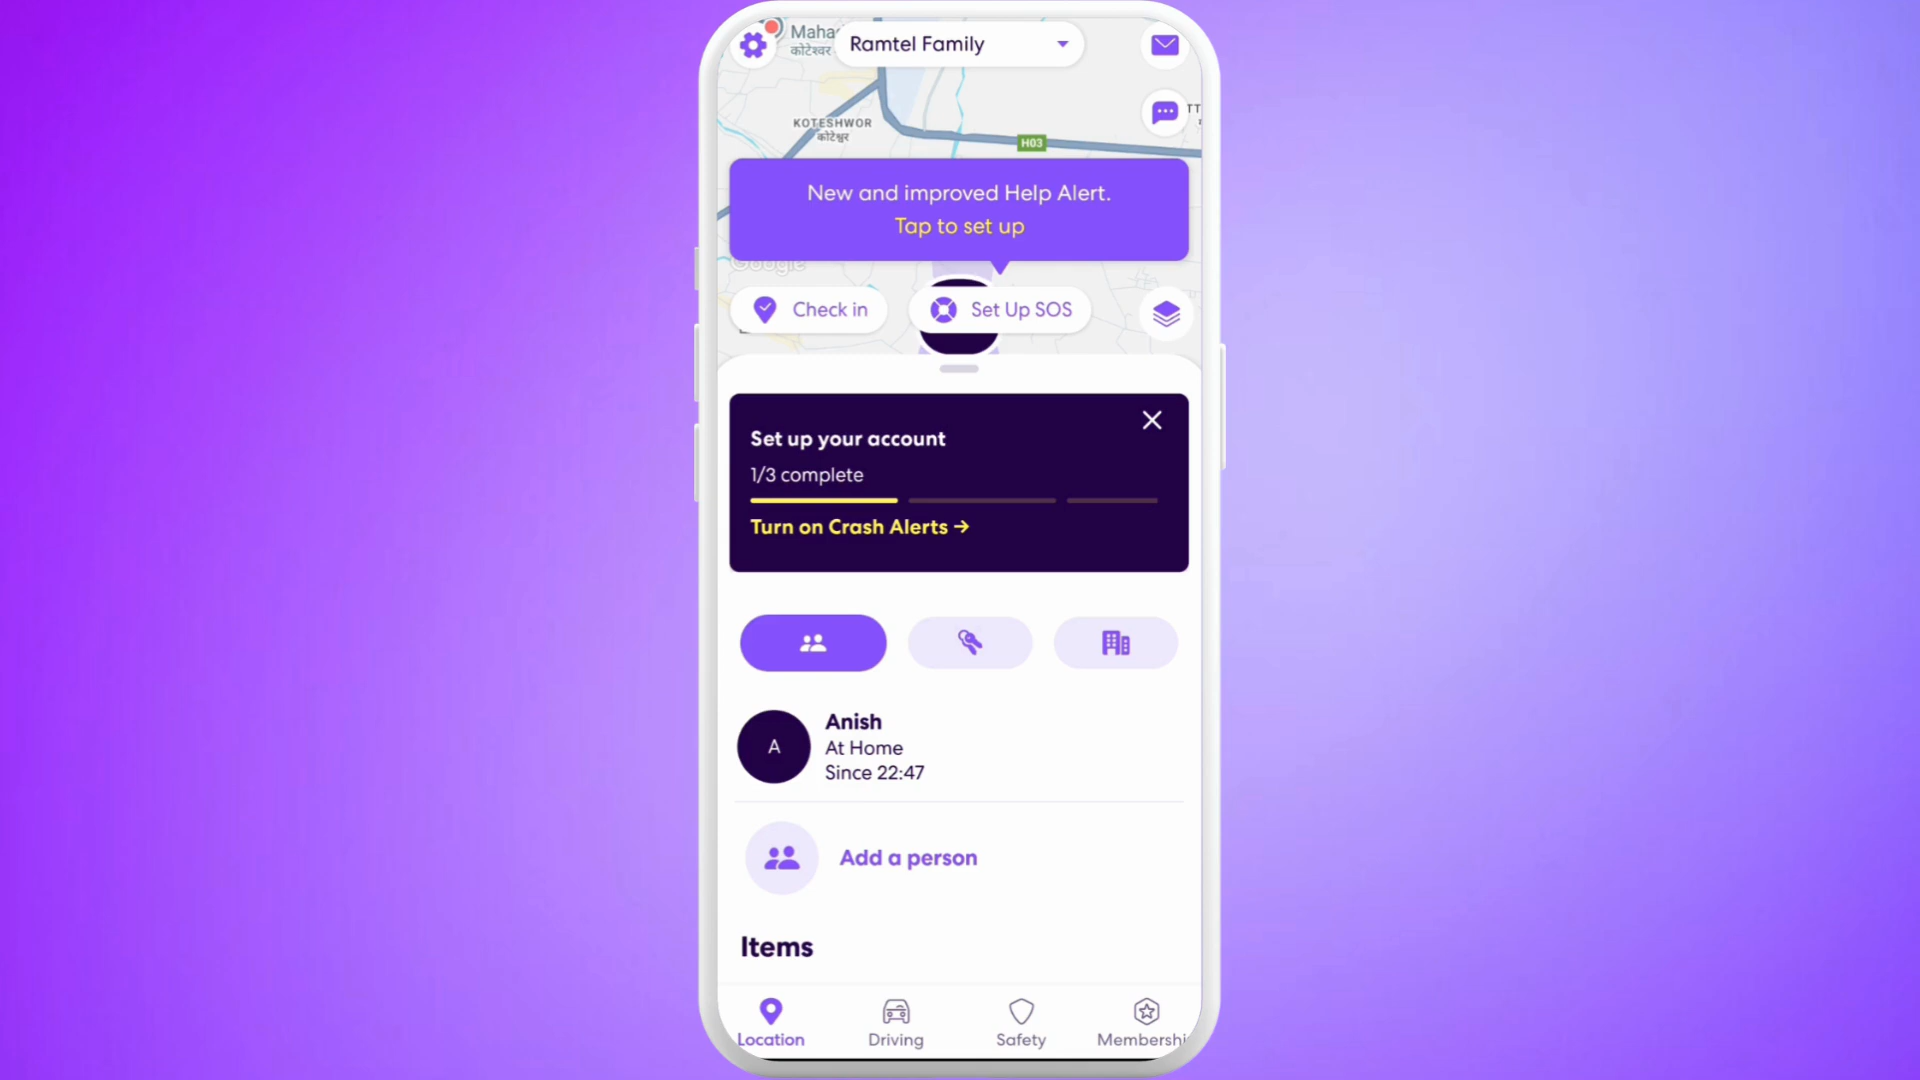 Ramtel Family
कोटेश्वर
KOTESHWOR
कोटेश्वर
H03
New and improved Help Alert.
Tap to set up
Google
Check in
Set Up SOS
Set up your account
1/3 complete
Turn on Crash Alerts →
A
Anish
At Home
Since 22:47
Add a person
Items
Location
Driving
Safety
Membershi